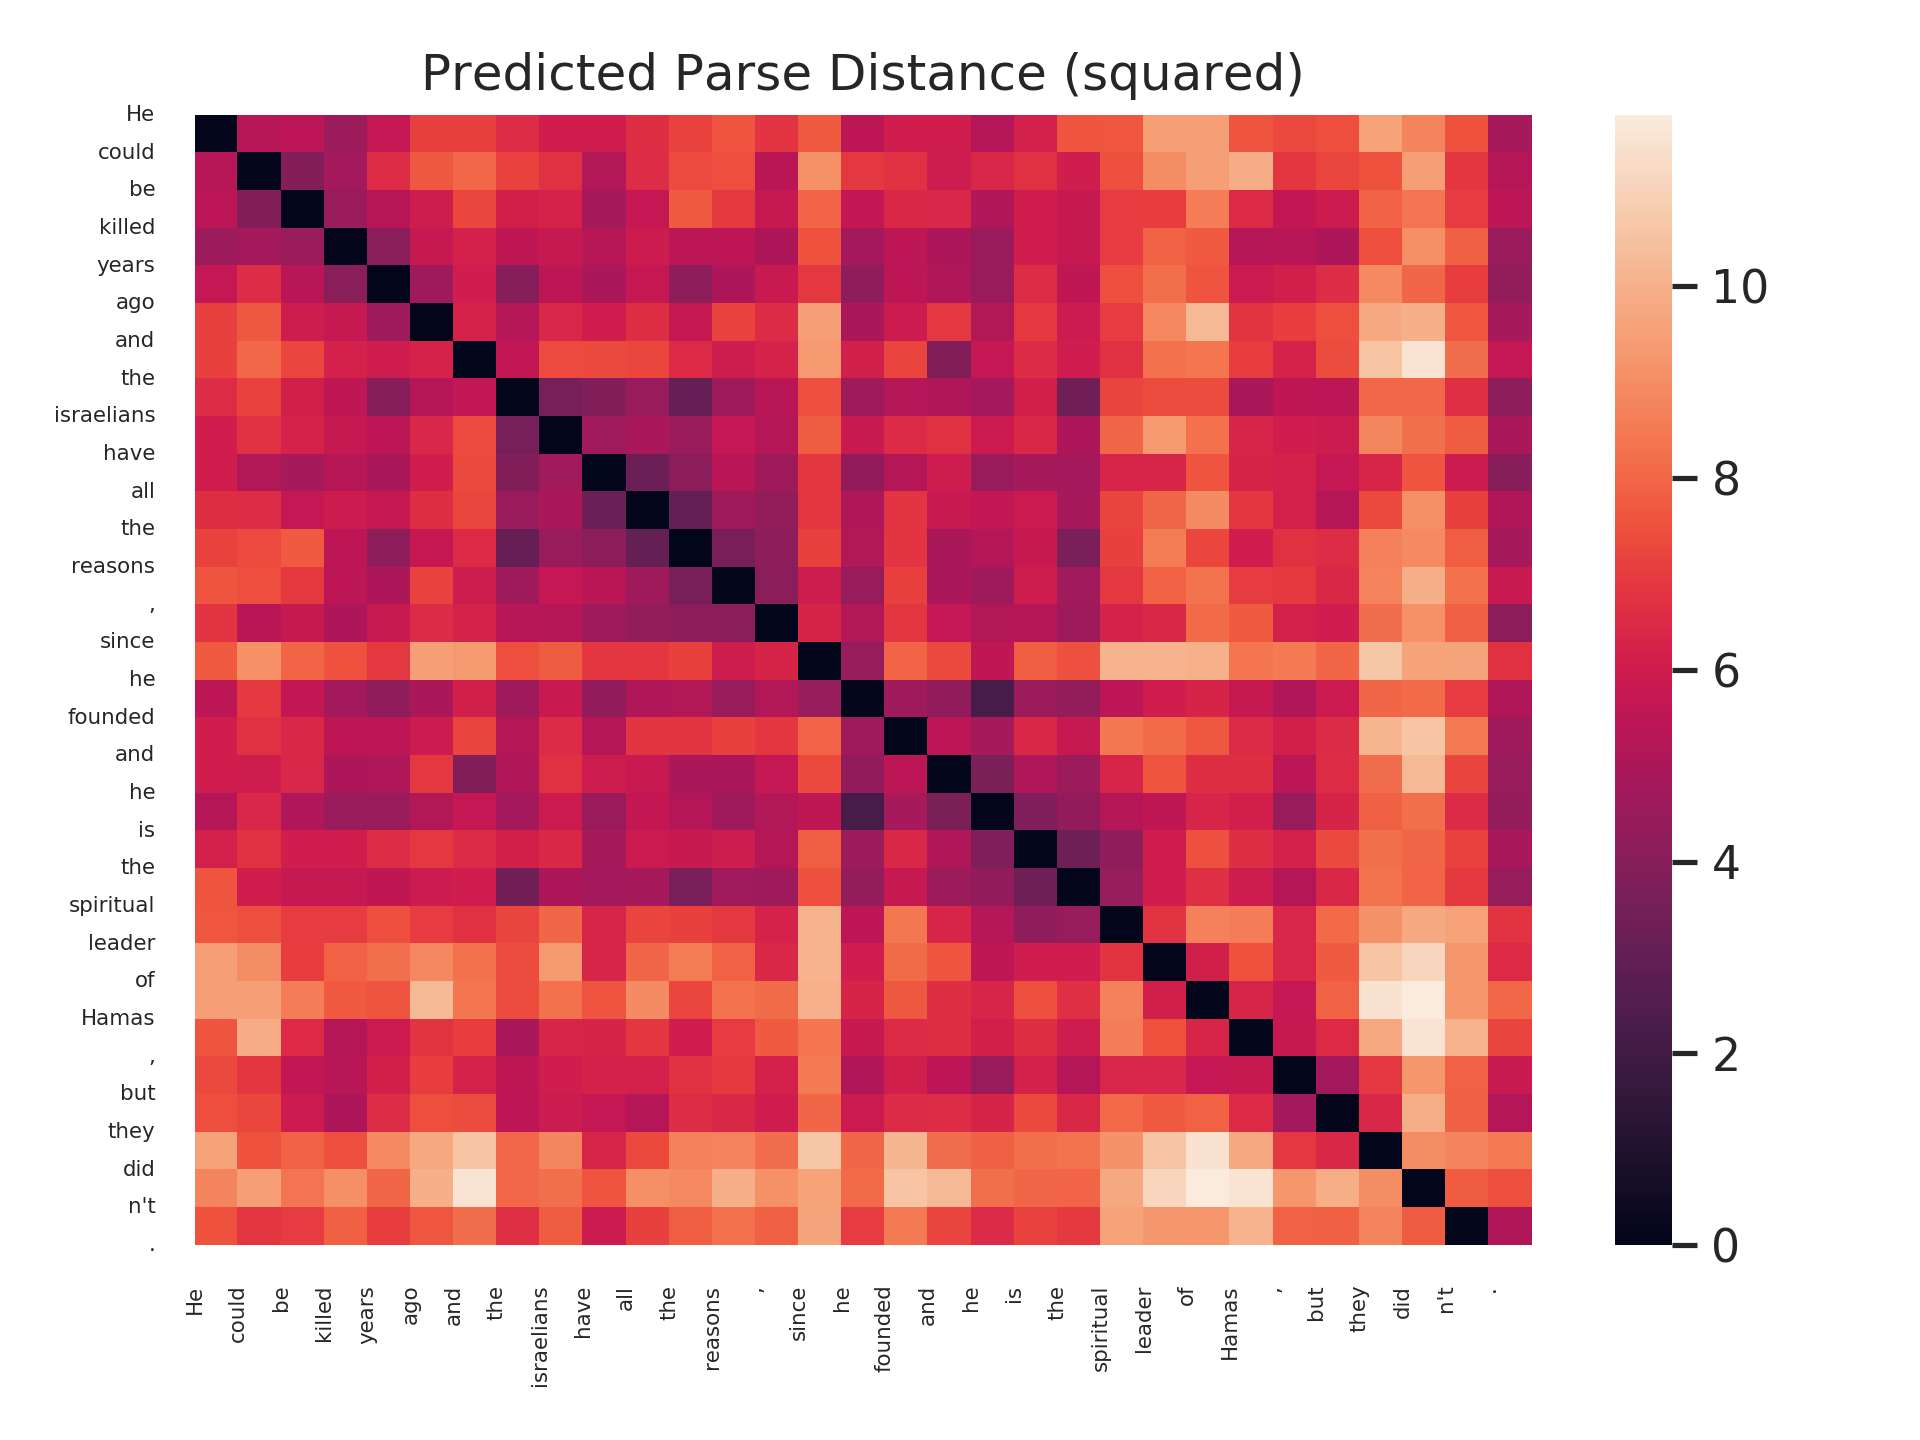 Predicted Parse Distance (squared)
He
could
be
killed
years
ago
and
the
israelians
have
all
the
reasons
,
since
he
founded
and
he
is
the
spiritual
leader
of
Hamas
,
but
they
did
n't
.
10
8
6
4
2
0
He could be killed years ago and the israelians have all the reasons , since he founded and he is the spiritual leader of Hamas , but they did n't .